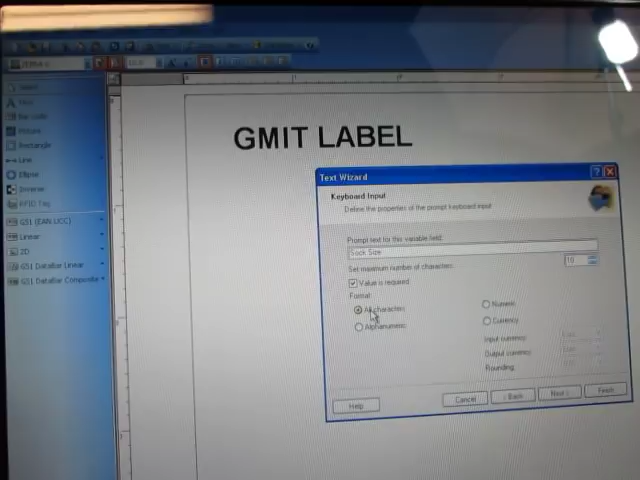 GMIT LABEL
Text Wizard
Keyboard Input
Define the properties of the prompt keyboard input
Prompt text for this variable field:
Sock Size
Set maximum number of characters:
10
Value is required
Format:
All characters
Numeric
Alphanumeric
Currency
Input currency:
Output currency:
Rounding:
Help
Cancel
< Back
Next >
Finish
Text
Bar code
Picture
Rectangle
Line
Ellipse
Inverse
RFID Tag
GS1 (EAN.UCC)
Linear
2D
GS1 DataBar Linear
GS1 DataBar Composite